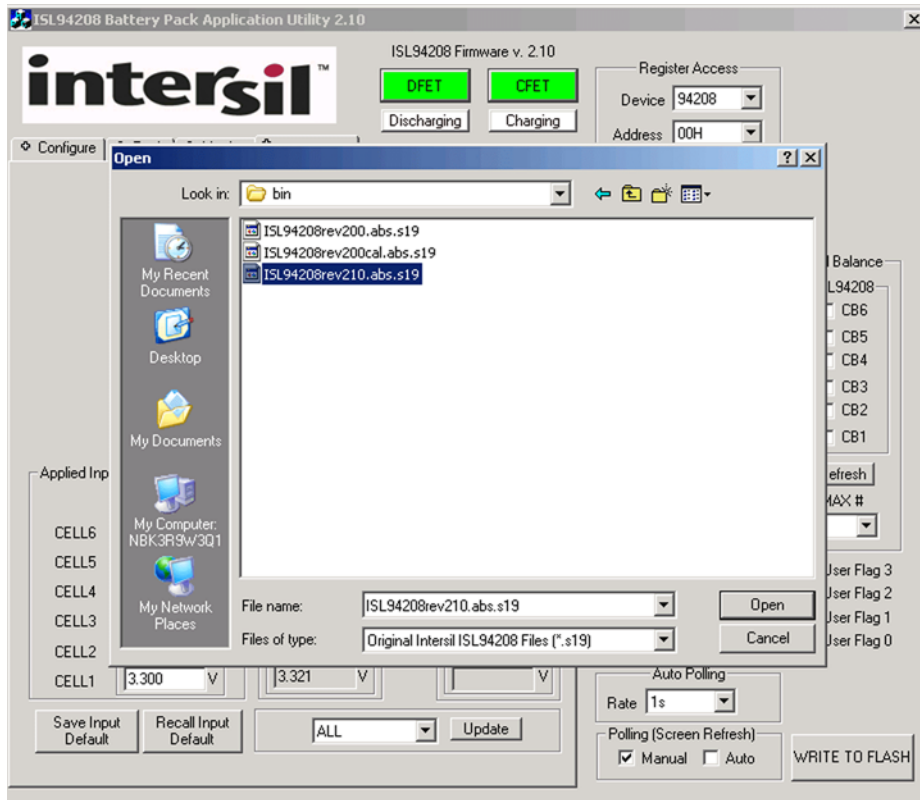 ISL94208 Battery Pack Application Utility 2.10
intersil™
ISL94208 Firmware v. 2.10
DFET
CFET
Discharging
Charging
Register Access
Device 94208
Address 00H
Configure
Open
Look in: bin
My Recent Documents
Desktop
My Documents
My Computer: NBK3R9W3Q1
My Network Places
ISL94208rev200.abs.s19
ISL94208rev200cal.abs.s19
ISL94208rev210.abs.s19
File name: ISL94208rev210.abs.s19
Open
Files of type: Original Intersil ISL94208 Files (*.s19)
Cancel
Balance
L94208
CB6
CB5
CB4
CB3
CB2
CB1
efresh
MAX #
User Flag 3
User Flag 2
User Flag 1
User Flag 0
Applied Inp
CELL6
CELL5
CELL4
CELL3
CELL2
CELL1 3.300 V 3.321 V V
Save Input Default
Recall Input Default
ALL
Update
Auto Polling
Rate 1s
Polling (Screen Refresh)
Manual
Auto
WRITE TO FLASH